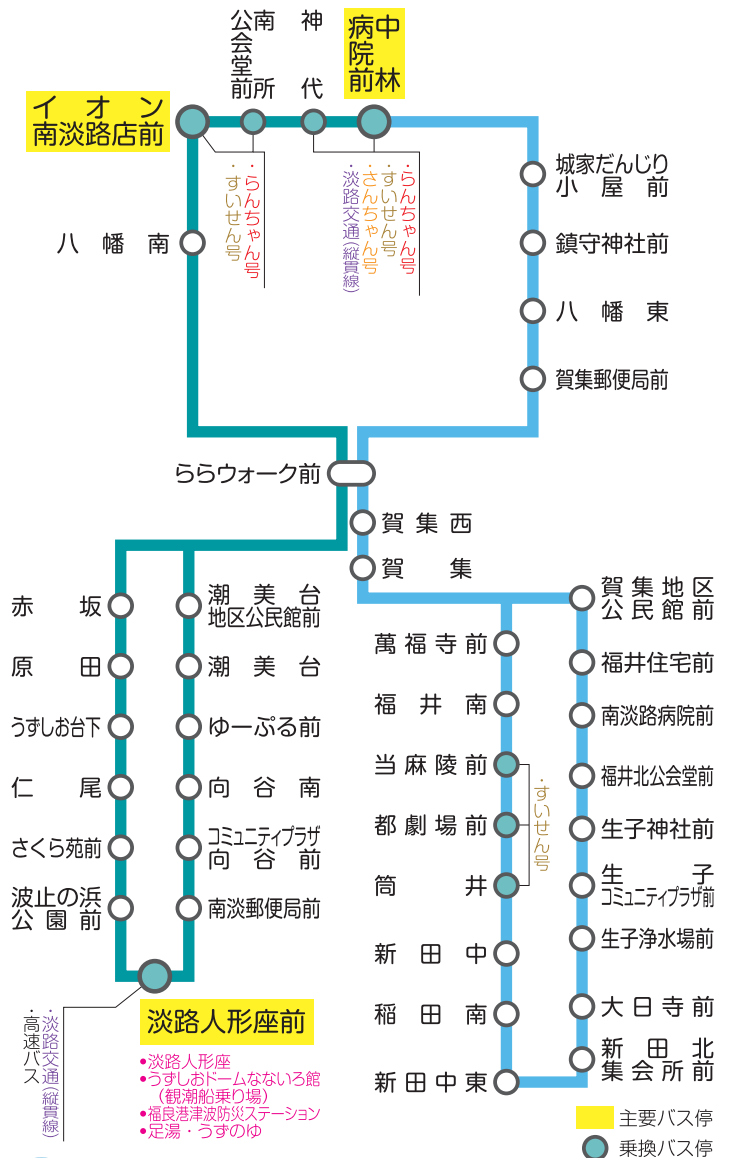 公会堂前
南所
神代
中林
病院前
イオン
南淡路店前
・らんちゃん号
・すいせん号
・らんちゃん号
・すいせん号
・さんちゃん号
・淡路交通（縦貫線）
城家だんじり
小屋前
鎮守神社前
八幡東
賀集郵便局前
八幡南
ららウォーク前
賀集西
賀集
赤坂
原田
うずしお台下
仁尾
さくら苑前
波止の浜
公園前
潮美台
地区公民館前
潮美台
ゆーぷる前
向谷南
コミュニティプラザ
向谷前
南淡郵便局前
萬福寺前
福井南
当麻陵前
都劇場前
筒井
・すいせん号
新田中
稲田南
新田中東
賀集地区
公民館前
福井住宅前
南淡路病院前
福井北公会堂前
生子神社前
生子
コミュニティプラザ前
生子浄水場前
大日寺前
新田北
集会所前
淡路人形座前
・淡路交通（縦貫線）
・高速バス
●淡路人形座
●うずしおドームなないろ館
（観潮船乗り場）
●福良港津波防災ステーション
●足湯・うずのゆ
主要バス停
乗換バス停